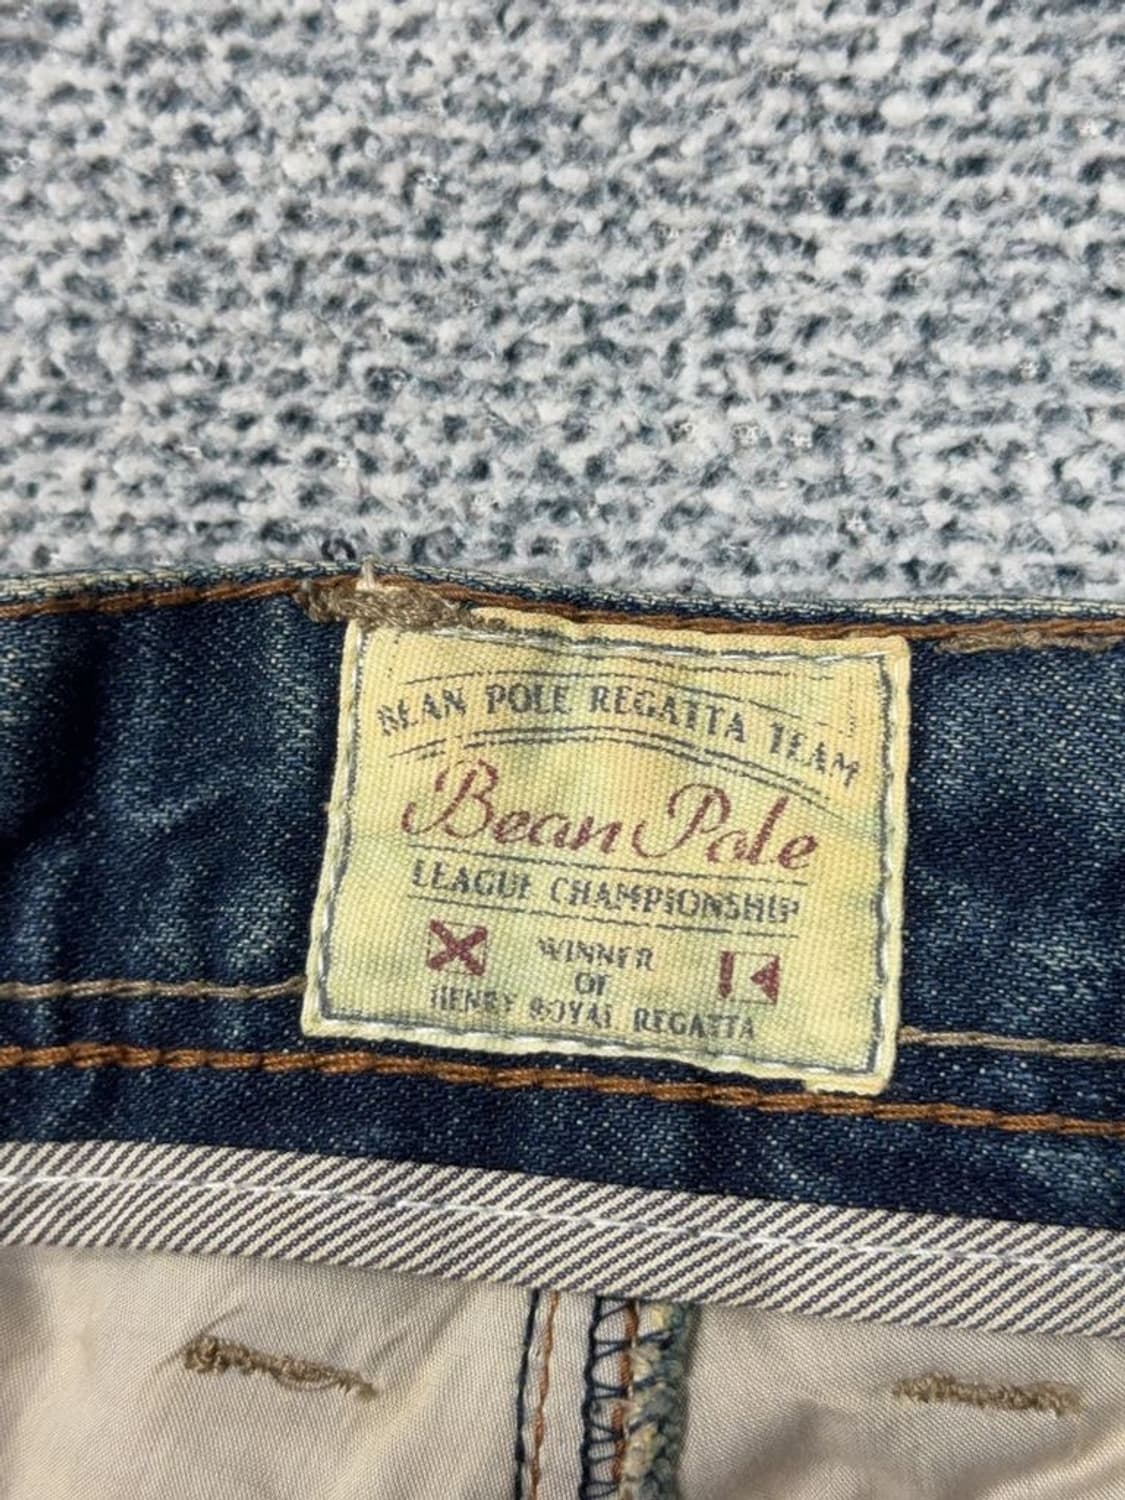 BEAN POLE REGATTA TEAM
Bean Pole
LEAGUE CHAMPIONSHIP
WINNER
OF
HENRY ROYAL REGATTA